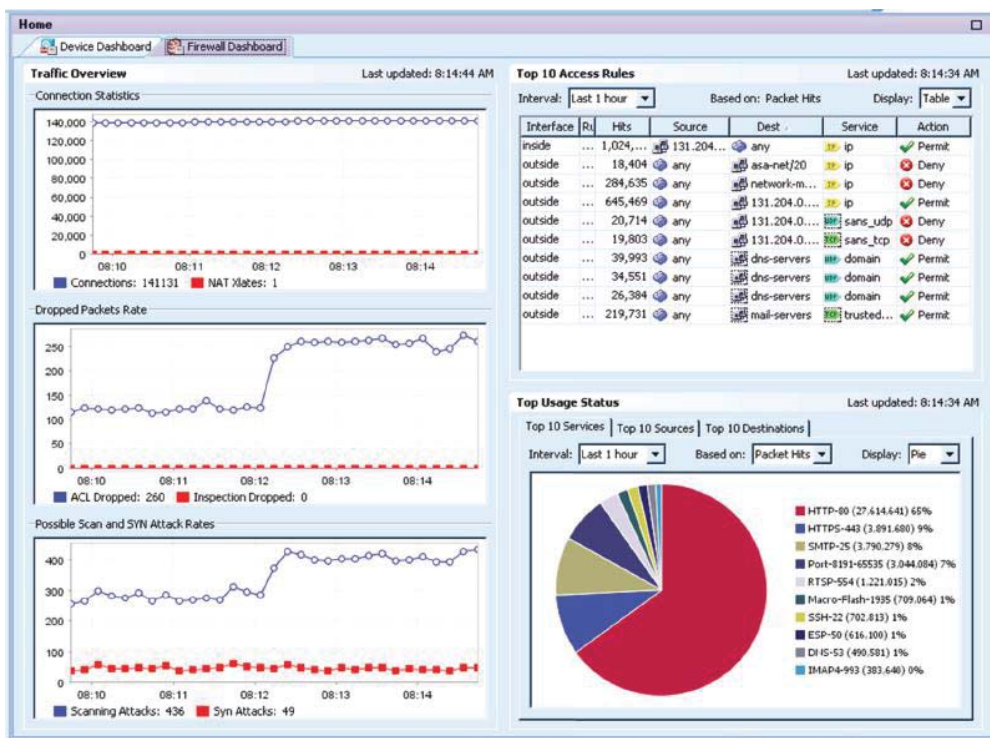 Home
Device Dashboard Firewall Dashboard
Traffic Overview Last updated: 8:14:44 AM
Connection Statistics
140,000
120,000
100,000
80,000
60,000
40,000
20,000
0
08:10 08:11 08:12 08:13 08:14
Connections: 141131 NAT Xlates: 1
Dropped Packets Rate
250
200
150
100
50
0
08:10 08:11 08:12 08:13 08:14
ACL Dropped: 260 Inspection Dropped: 0
Possible Scan and SYN Attack Rates
400
300
200
100
0
08:10 08:11 08:12 08:13 08:14
Scanning Attacks: 436 Syn Attacks: 49
Top 10 Access Rules Last updated: 8:14:34 AM
Interval: Last 1 hour Based on: Packet Hits Display: Table
Interface Ru Hits Source Dest Service Action
inside ... 1,024,... 131.204... any IP ip Permit
outside ... 18,404 any asa-net/20 IP ip Deny
outside ... 284,635 any network-m... IP ip Deny
outside ... 645,469 any 131.204.0.... IP ip Permit
outside ... 20,714 any 131.204.0.... UDP sans_udp Deny
outside ... 19,803 any 131.204.0.... TCP sans_tcp Deny
outside ... 39,993 any dns-servers UDP domain Permit
outside ... 34,551 any dns-servers UDP domain Permit
outside ... 26,384 any dns-servers UDP domain Permit
outside ... 219,731 any mail-servers TCP trusted... Permit
Top Usage Status Last updated: 8:14:34 AM
Top 10 Services Top 10 Sources Top 10 Destinations
Interval: Last 1 hour Based on: Packet Hits Display: Pie
HTTP-80 (27.614.641) 65%
HTTPS-443 (3.891.680) 9%
SMTP-25 (3.790.279) 8%
Port-8191-65535 (3.044.084) 7%
RTSP-554 (1.221.015) 2%
Macro-Flash-1935 (709.064) 1%
SSH-22 (702.813) 1%
ESP-50 (616.100) 1%
DNS-53 (490.581) 1%
IMAP4-993 (383.640) 0%